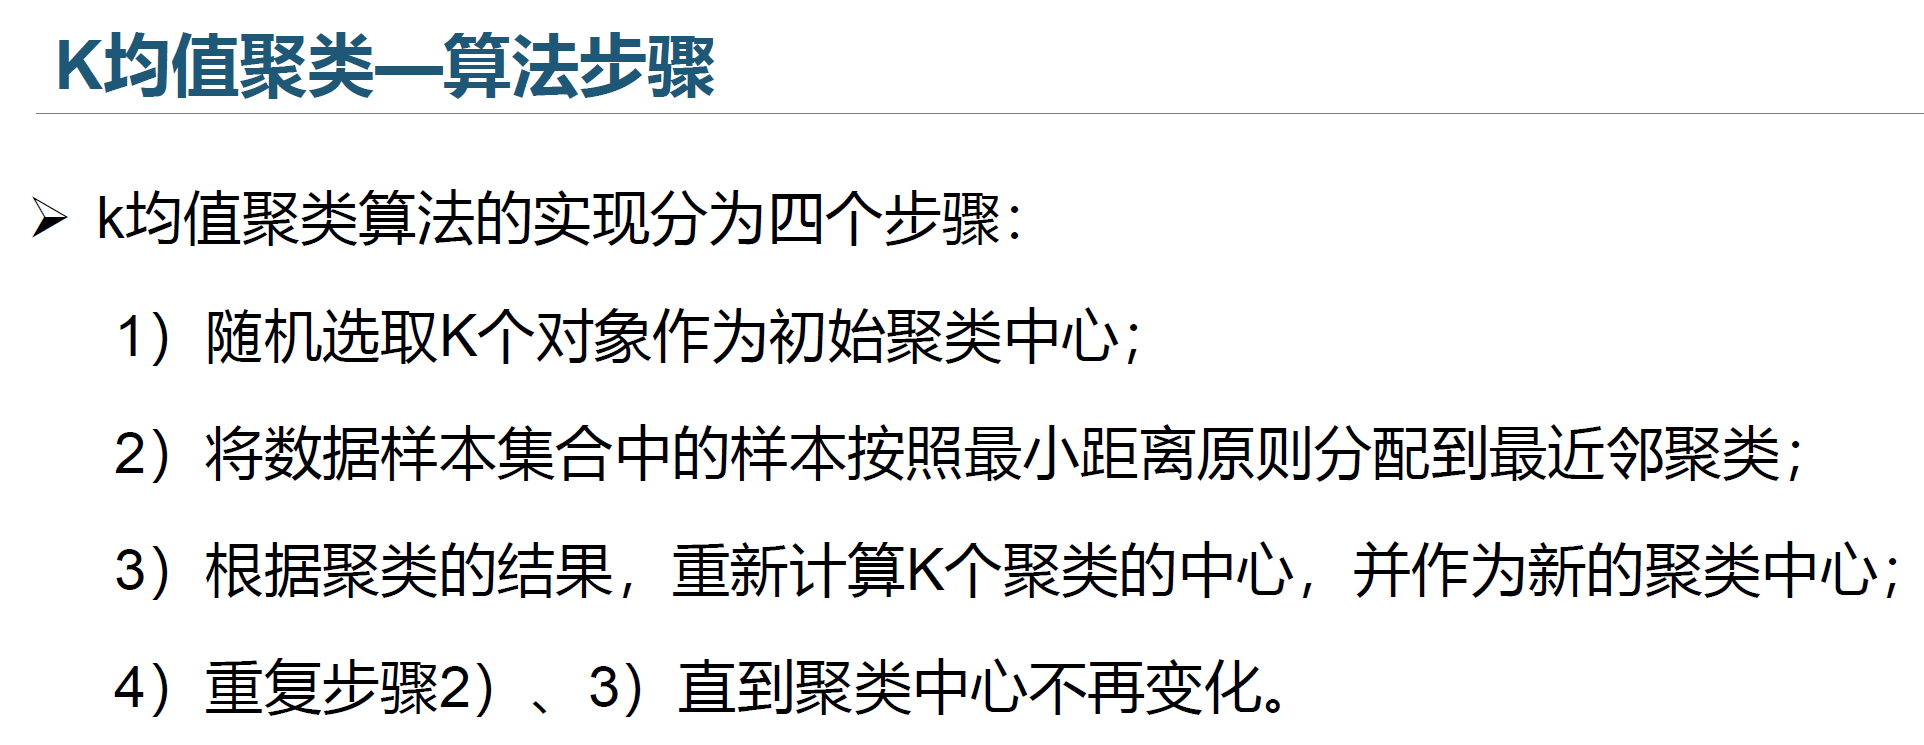 K均值聚类—算法步骤
➢ k均值聚类算法的实现分为四个步骤：
1）随机选取K个对象作为初始聚类中心；
2）将数据样本集合中的样本按照最小距离原则分配到最近邻聚类；
3）根据聚类的结果，重新计算K个聚类的中心，并作为新的聚类中心；
4）重复步骤2）、3）直到聚类中心不再变化。